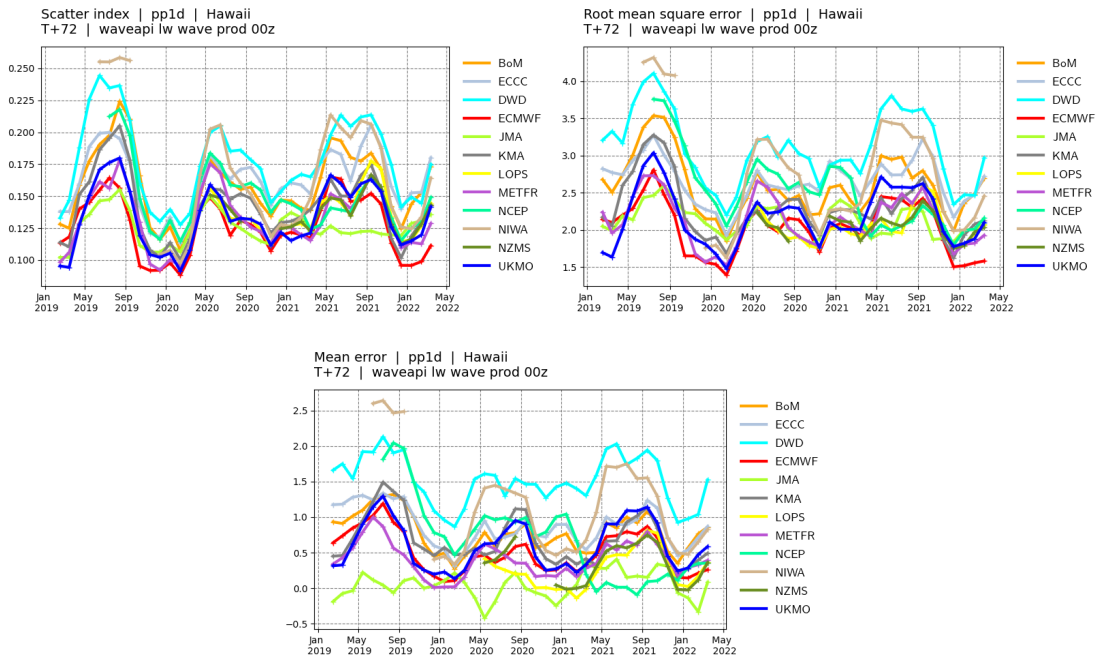 Scatter index | pp1d | Hawaii
T+72 | waveapi lw wave prod 00z
0.250
0.225
0.200
0.175
0.150
0.125
0.100
Jan May Sep Jan May Sep Jan May Sep Jan May
2019 2019 2019 2020 2020 2020 2021 2021 2021 2022 2022
BoM
ECCC
DWD
ECMWF
JMA
KMA
LOPS
METFR
NCEP
NIWA
NZMS
UKMO
Root mean square error | pp1d | Hawaii
T+72 | waveapi lw wave prod 00z
4.0
3.5
3.0
2.5
2.0
1.5
Jan May Sep Jan May Sep Jan May Sep Jan May
2019 2019 2019 2020 2020 2020 2021 2021 2021 2022 2022
BoM
ECCC
DWD
ECMWF
JMA
KMA
LOPS
METFR
NCEP
NIWA
NZMS
UKMO
Mean error | pp1d | Hawaii
T+72 | waveapi lw wave prod 00z
2.5
2.0
1.5
1.0
0.5
0.0
−0.5
Jan May Sep Jan May Sep Jan May Sep Jan May
2019 2019 2019 2020 2020 2020 2021 2021 2021 2022 2022
BoM
ECCC
DWD
ECMWF
JMA
KMA
LOPS
METFR
NCEP
NIWA
NZMS
UKMO